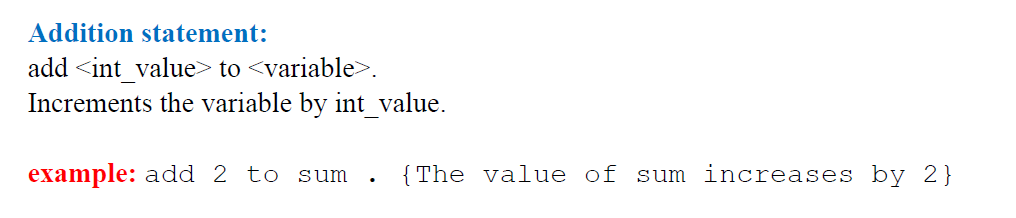 Addition statement:
add <int_value> to <variable>.
Increments the variable by int_value.
example: add 2 to sum . {The value of sum increases by 2}